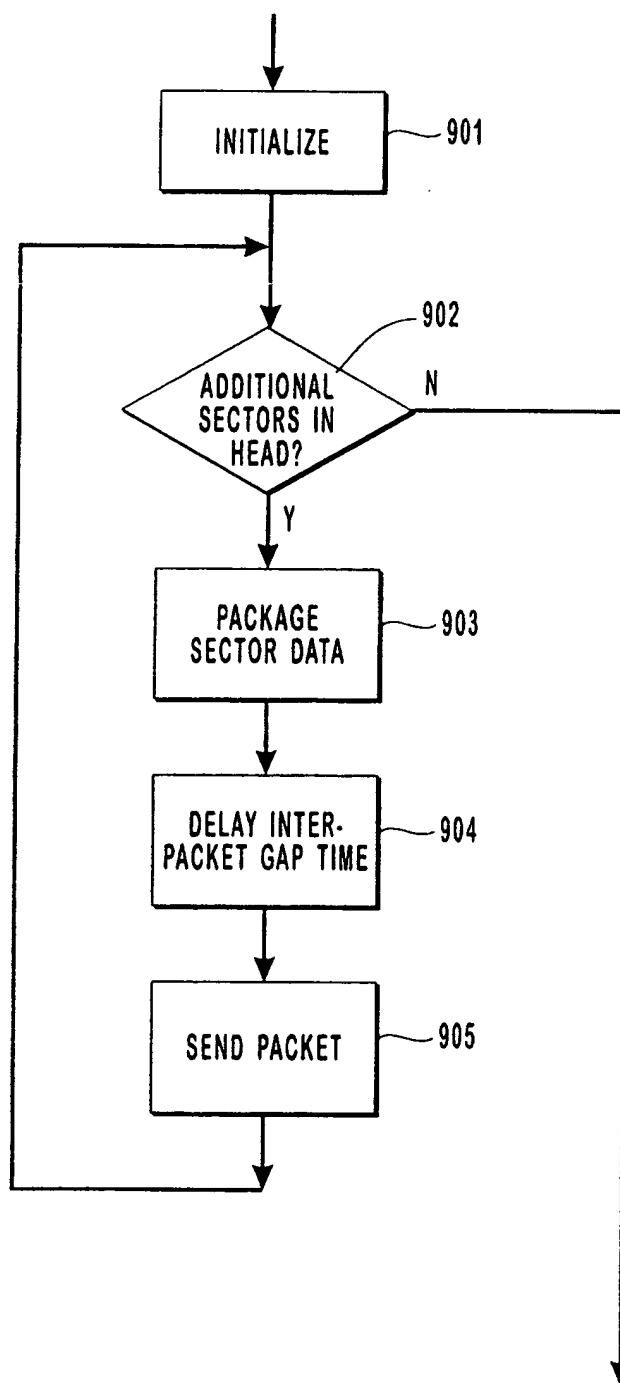 INITIALIZE
901
902
ADDITIONAL
SECTORS IN
HEAD?
N
Y
PACKAGE
SECTOR DATA
903
DELAY INTER-
PACKET GAP TIME
904
SEND PACKET
905